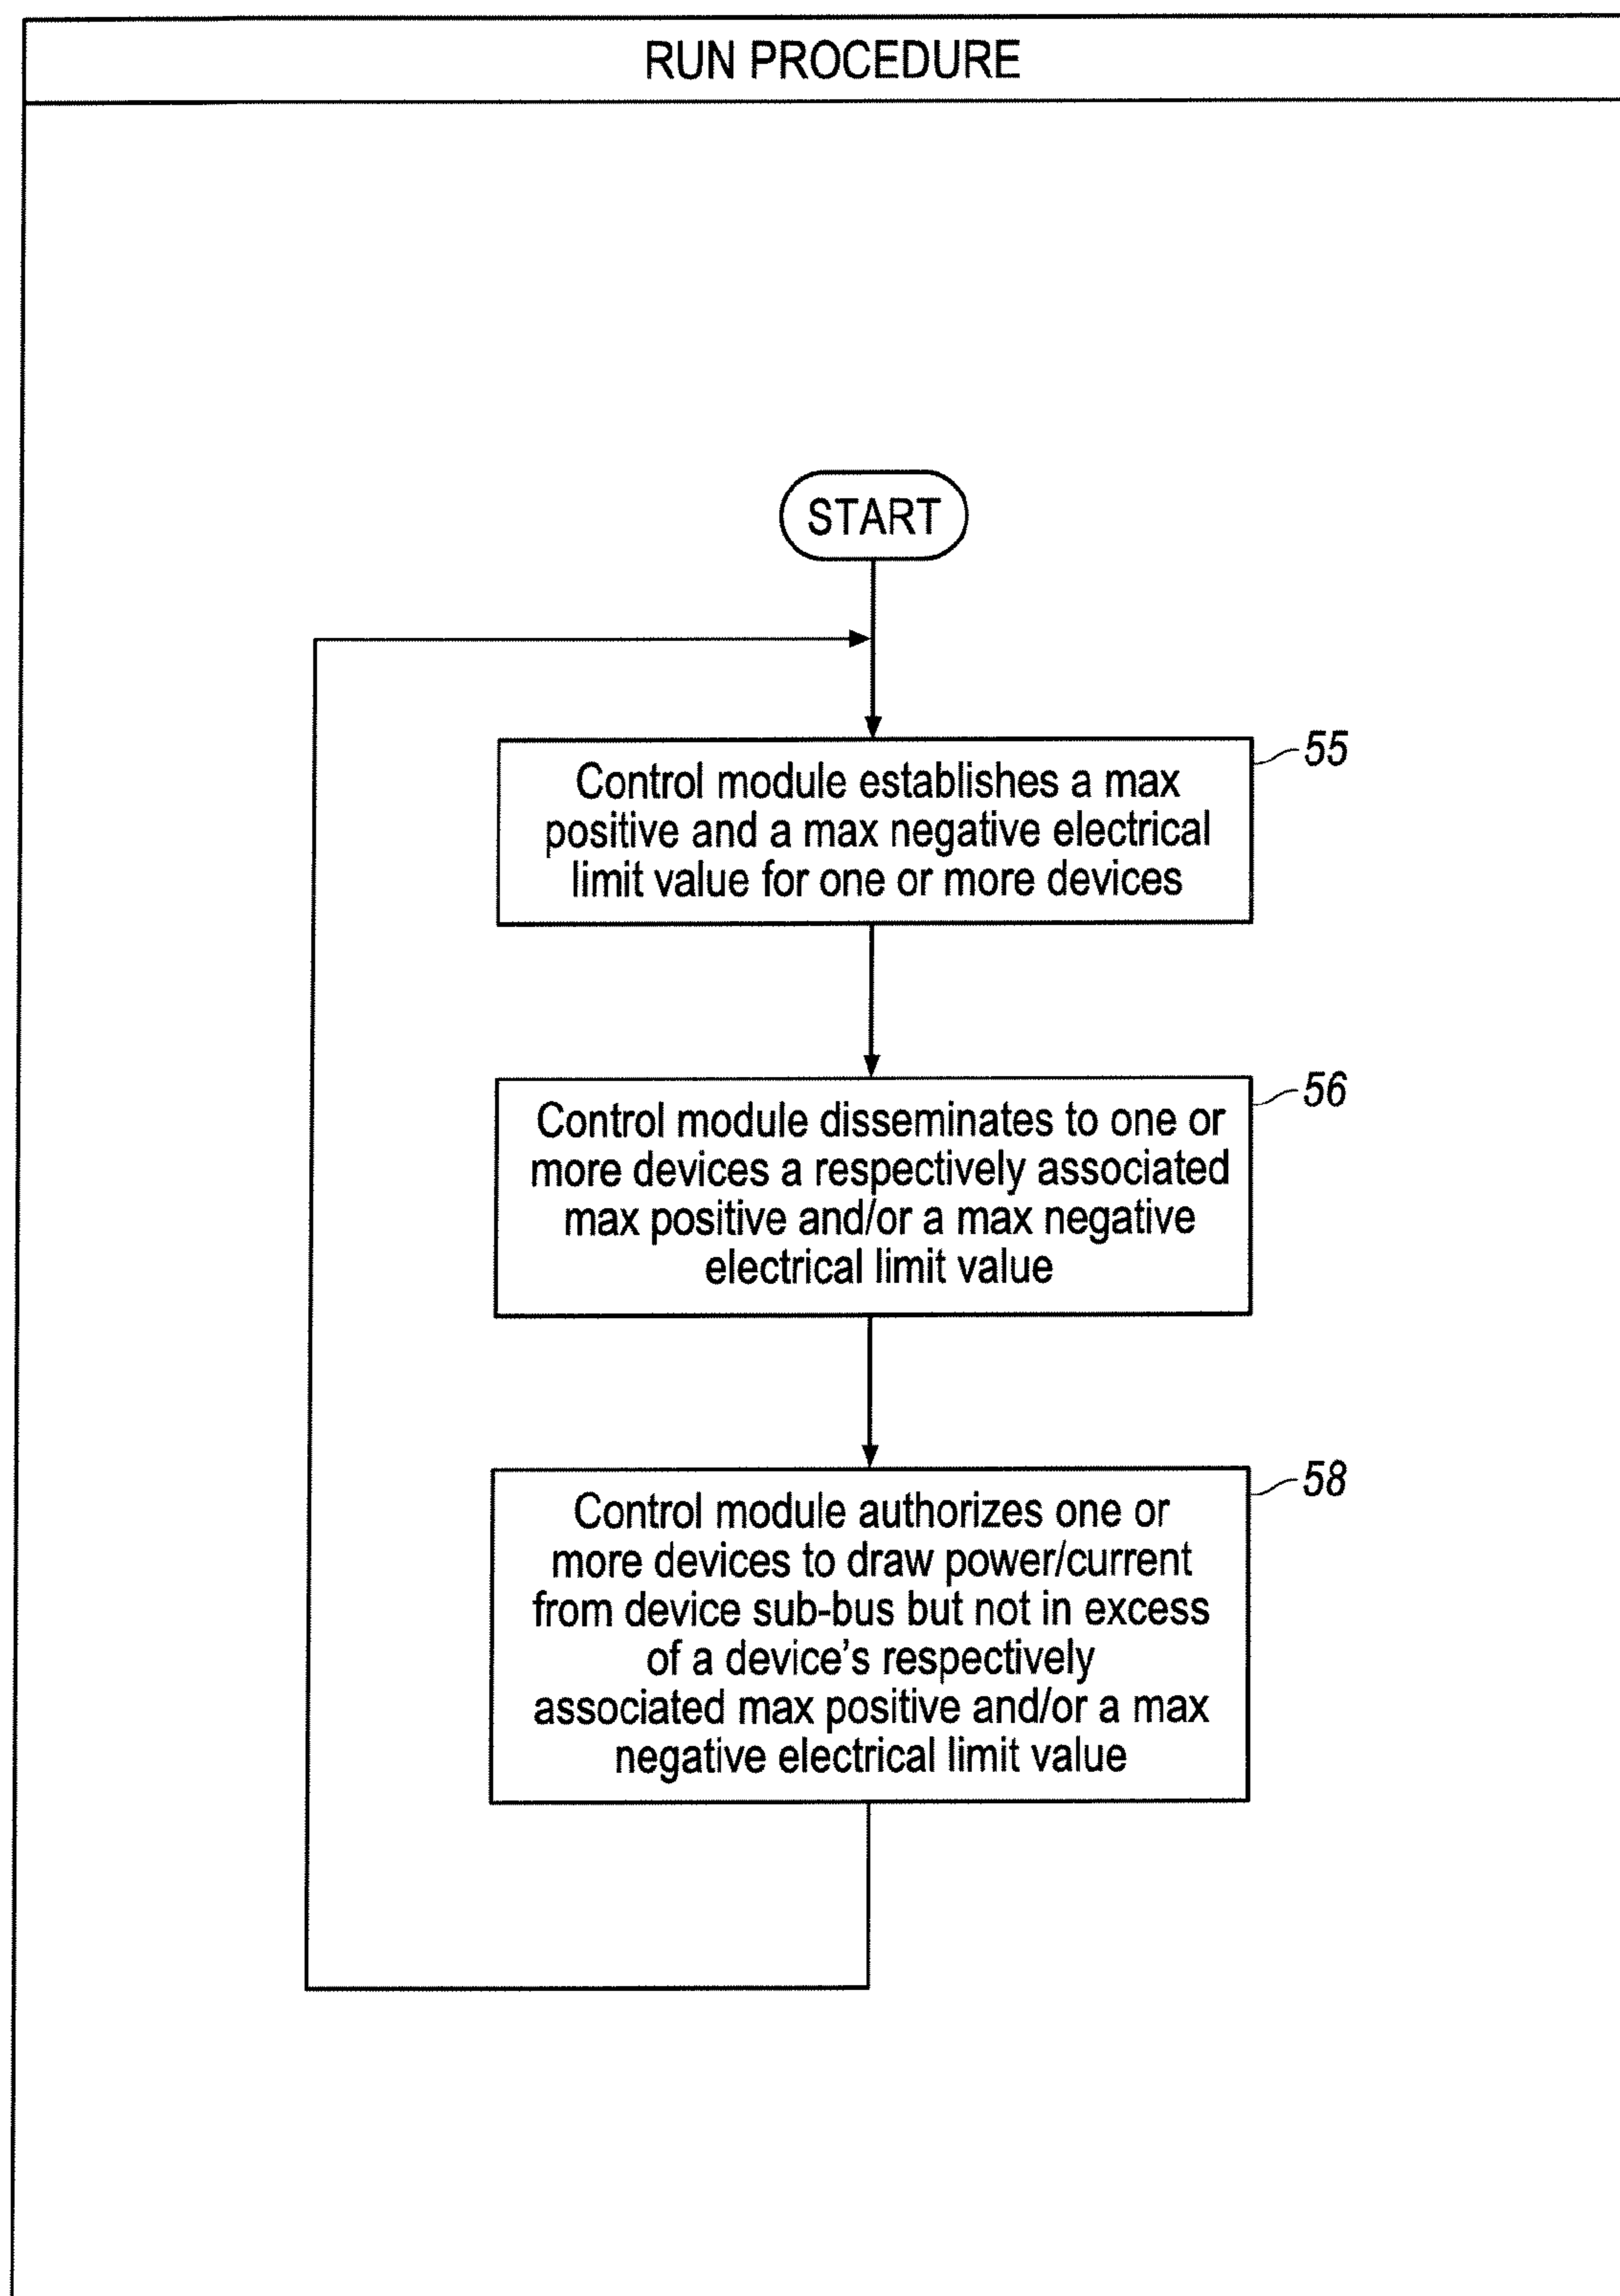 RUN PROCEDURE
START
55
Control module establishes a max
positive and a max negative electrical
limit value for one or more devices
56
Control module disseminates to one or
more devices a respectively associated
max positive and/or a max negative
electrical limit value
58
Control module authorizes one or
more devices to draw power/current
from device sub-bus but not in excess
of a device's respectively
associated max positive and/or a max
negative electrical limit value